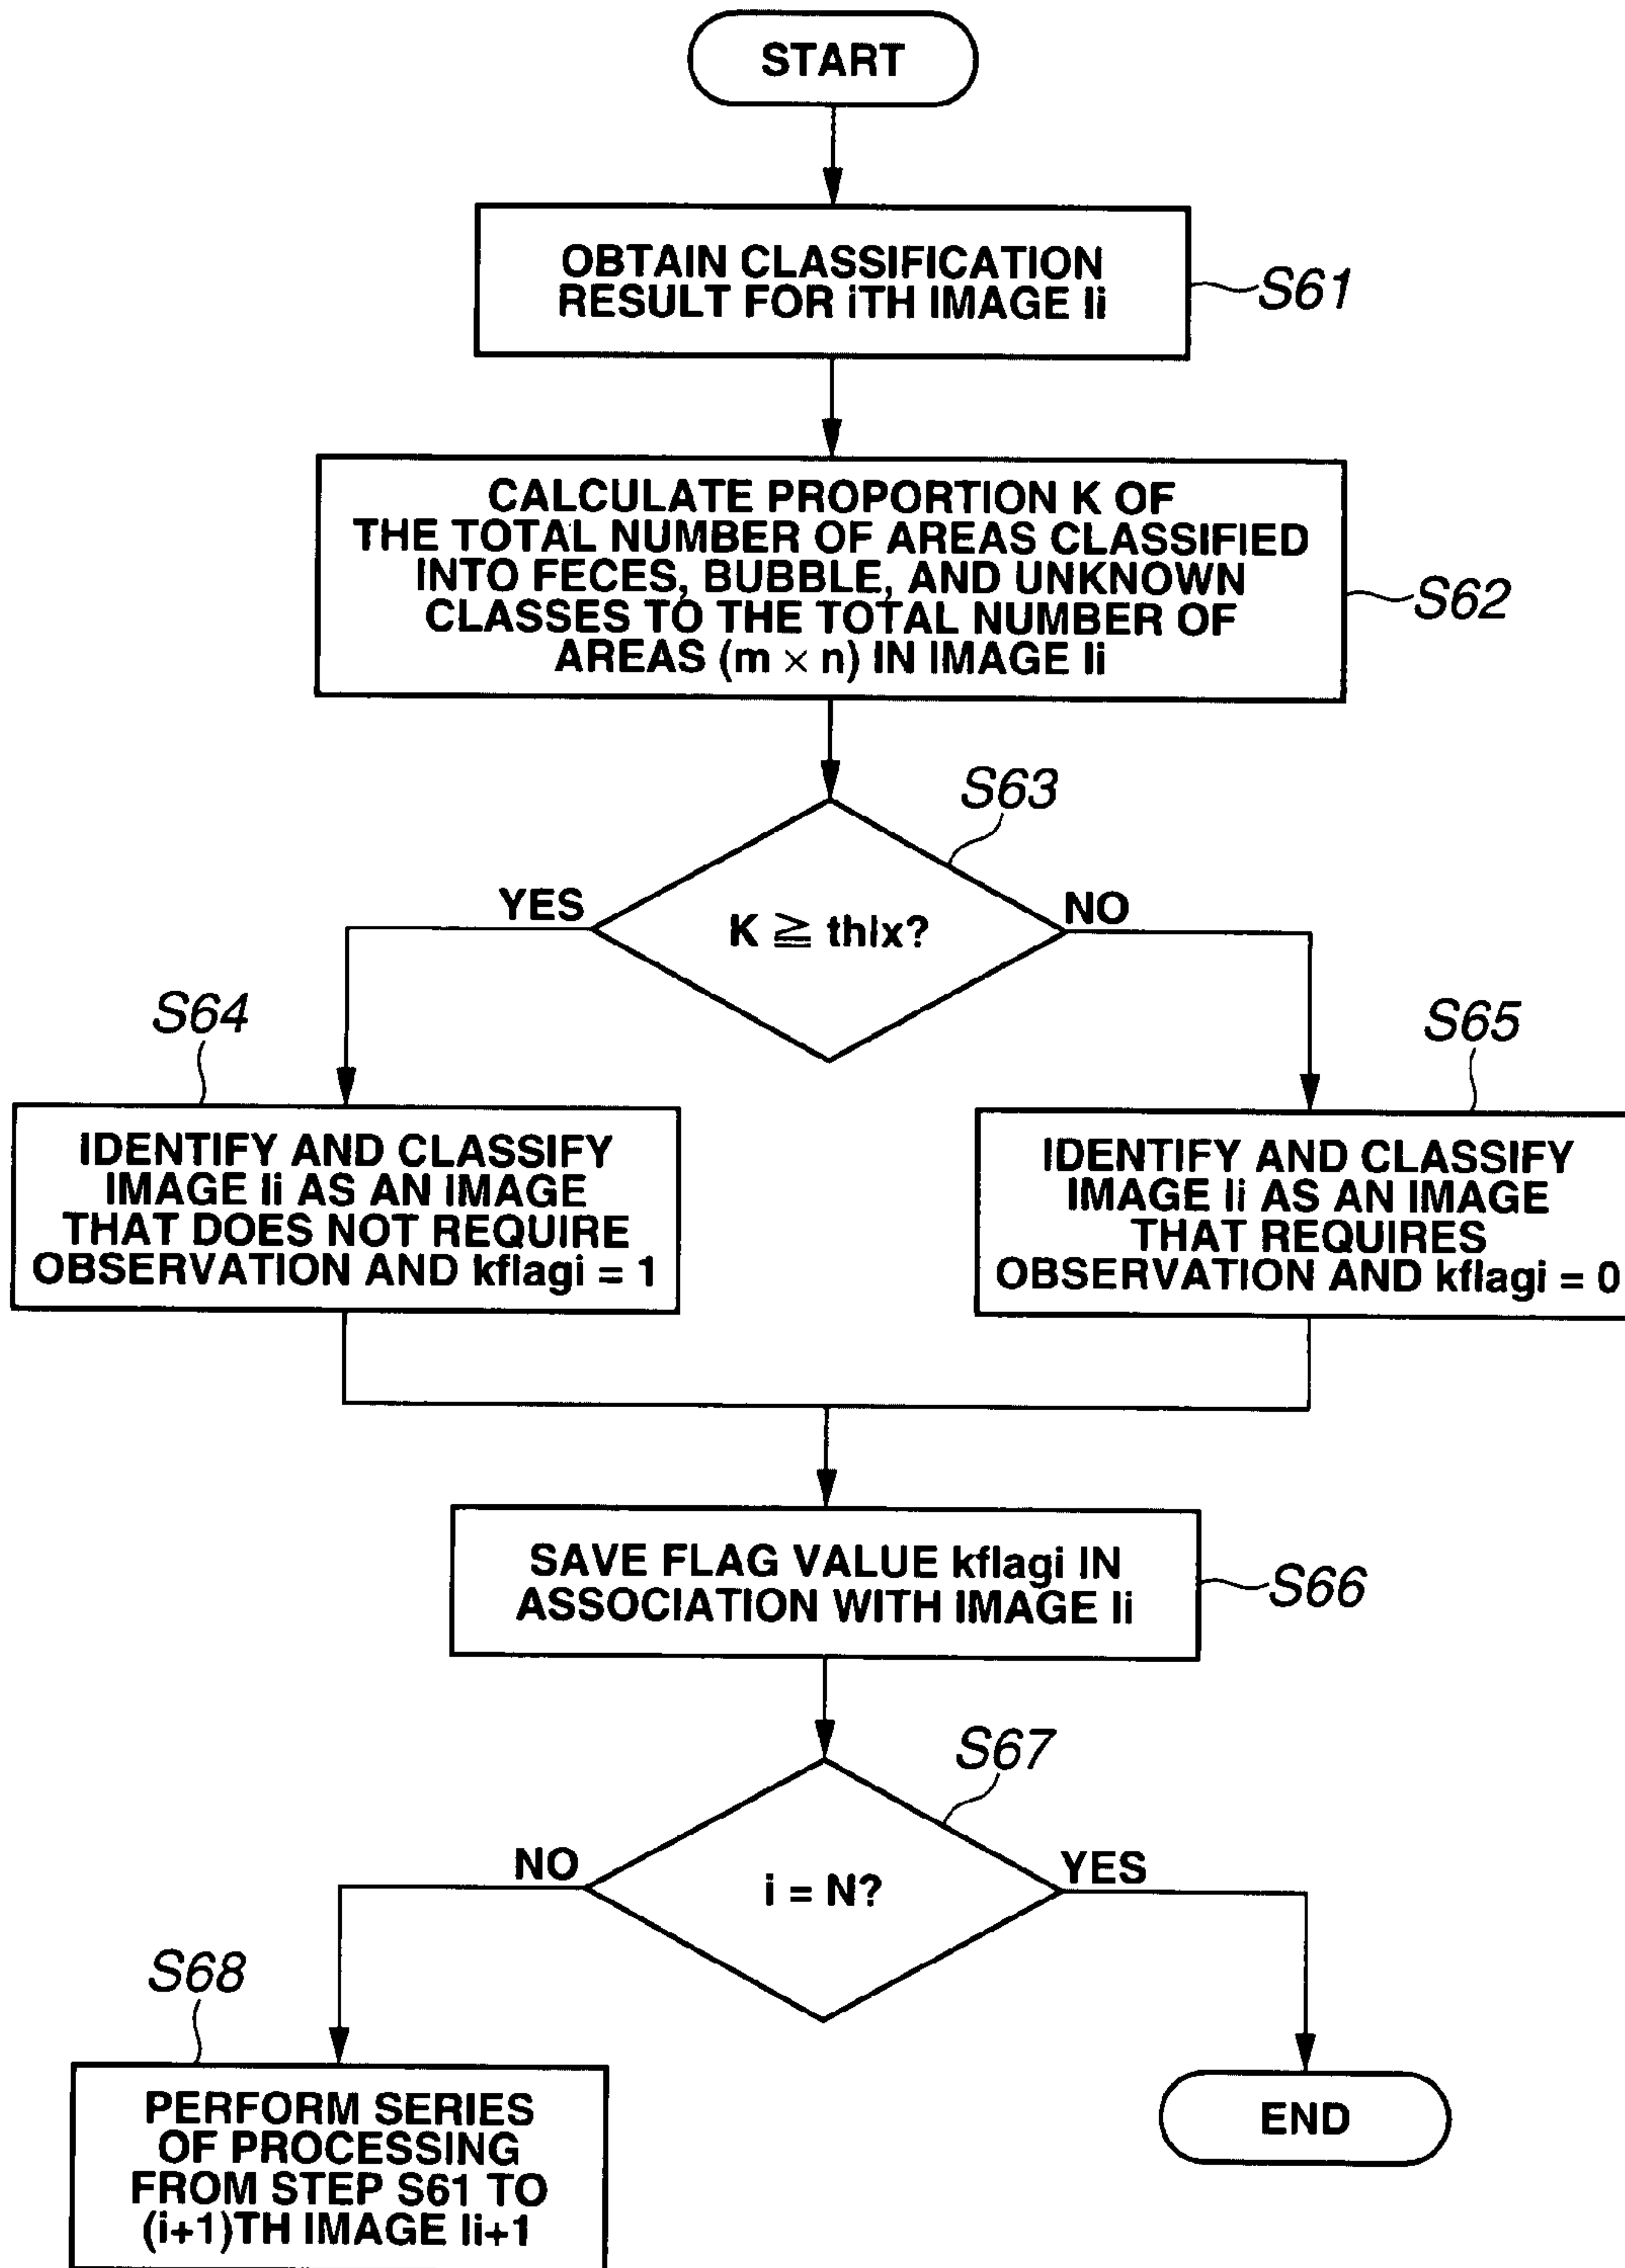 START
OBTAIN CLASSIFICATION
RESULT FOR iTH IMAGE Ii
S61
CALCULATE PROPORTION K OF
THE TOTAL NUMBER OF AREAS CLASSIFIED
INTO FECES, BUBBLE, AND UNKNOWN
CLASSES TO THE TOTAL NUMBER OF
AREAS (m × n) IN IMAGE Ii
S62
S63
YES
K ≧ thIx?
NO
S64
S65
IDENTIFY AND CLASSIFY
IMAGE Ii AS AN IMAGE
THAT DOES NOT REQUIRE
OBSERVATION AND kflagi = 1
IDENTIFY AND CLASSIFY
IMAGE Ii AS AN IMAGE
THAT REQUIRES
OBSERVATION AND kflagi = 0
SAVE FLAG VALUE kflagi IN
ASSOCIATION WITH IMAGE Ii
S66
S67
NO
i = N?
YES
S68
PERFORM SERIES
OF PROCESSING
FROM STEP S61 TO
(i+1)TH IMAGE Ii+1
END